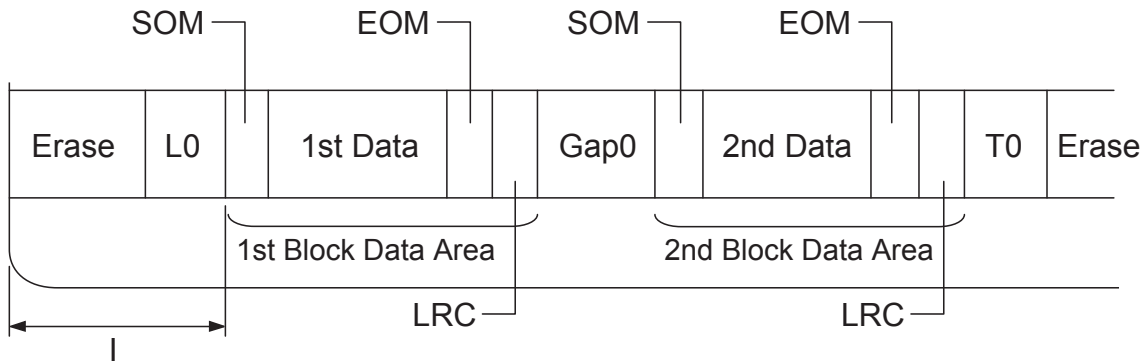 SOM EOM SOM EOM
Erase L0 1st Data Gap0 2nd Data T0 Erase
1st Block Data Area 2nd Block Data Area
LRC LRC
I